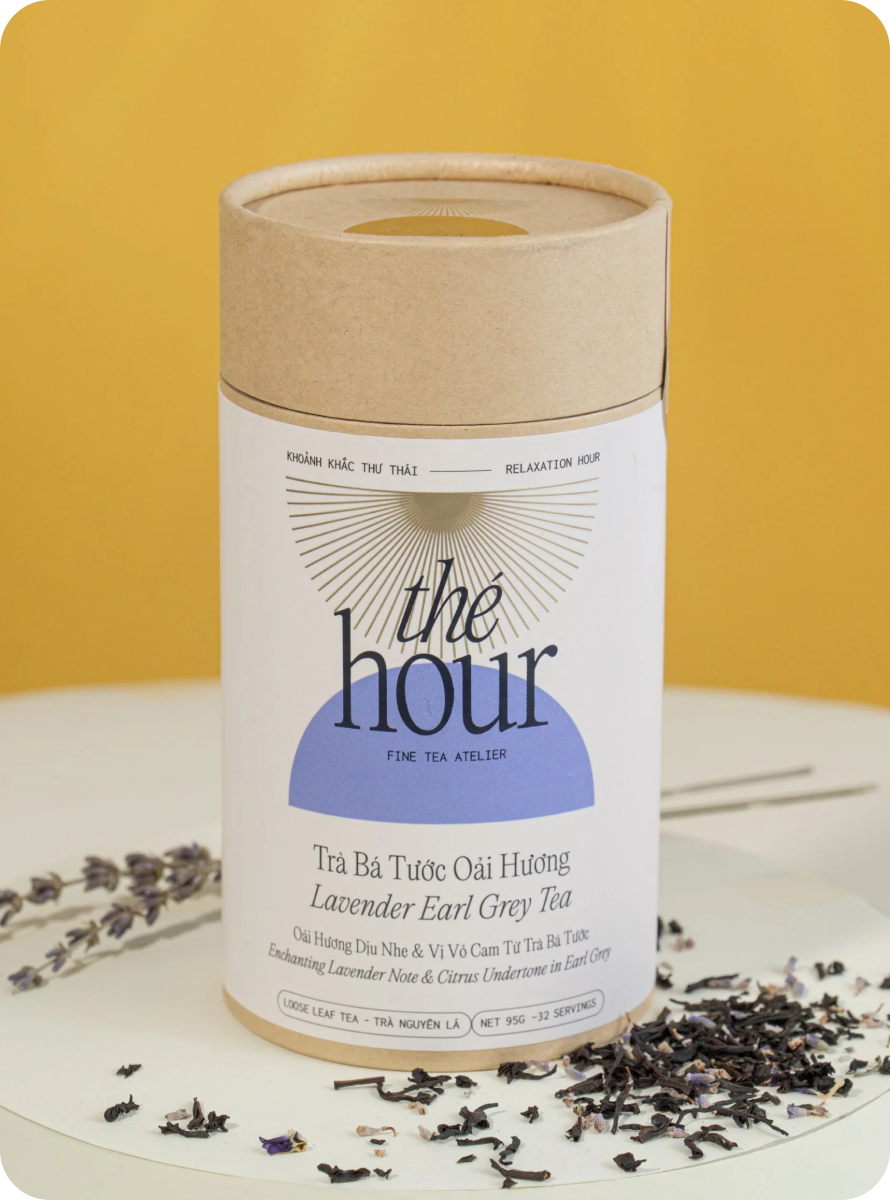 KHOẢNH KHẮC THƯ THÁI RELAXATION HOUR
thé
hour
FINE TEA ATELIER
Trà Bá Tước Oải Hương
Lavender Earl Grey Tea
Oải Hương Dịu Nhẹ & Vị Vỏ Cam Từ Trà Bá Tước
Enchanting Lavender Note & Citrus Undertone in Earl Grey
LOOSE LEAF TEA - TRÀ NGUYÊN LÁ NET 95G ~32 SERVINGS